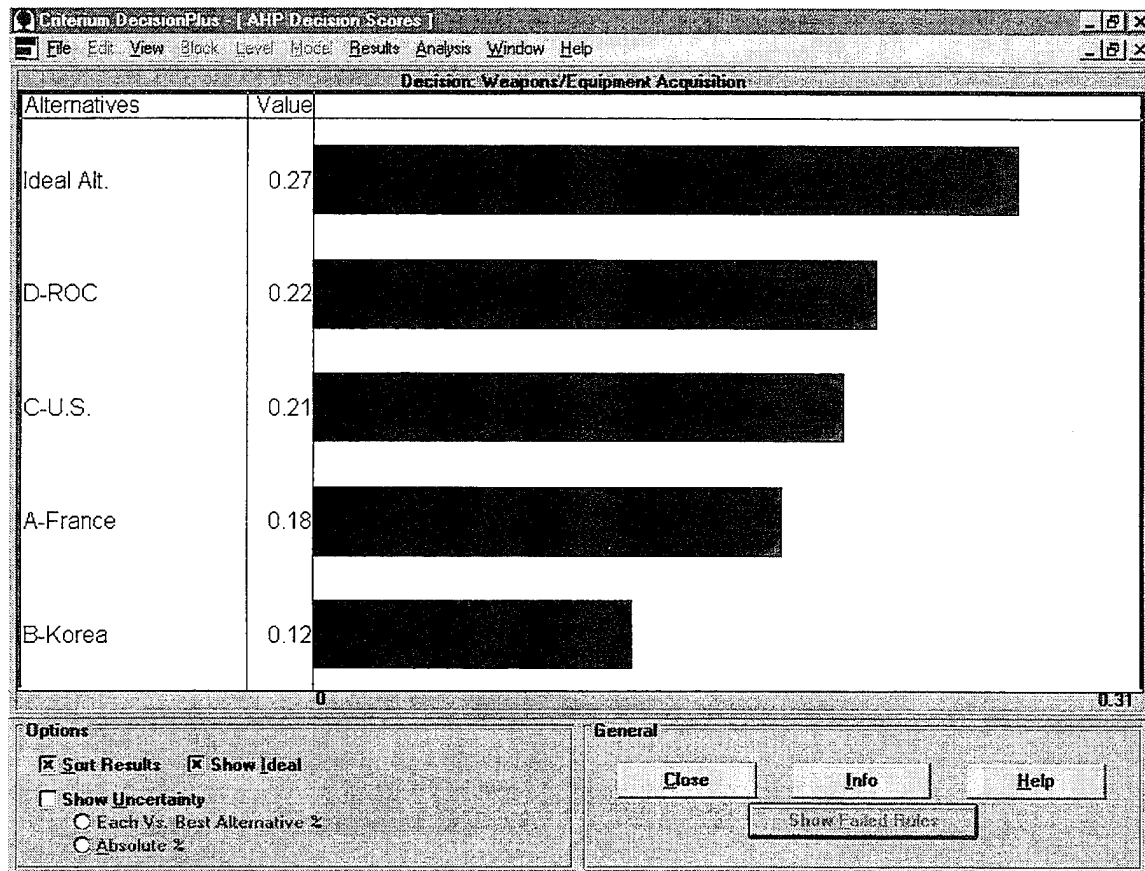 Criterium DecisionPlus - [ AHP Decision Scores ]
File Edit View Block Level Model Results Analysis Window Help
Decision: Weapons/Equipment Acquisition
Alternatives Value
Ideal Alt. 0.27
D-ROC 0.22
C-U.S. 0.21
A-France 0.18
B-Korea 0.12
0 0.31
Options General
Sort Results Show Ideal
Close Info Help
Show Uncertainty
Each Vs. Best Alternative %
Show Failed Rules
Absolute %